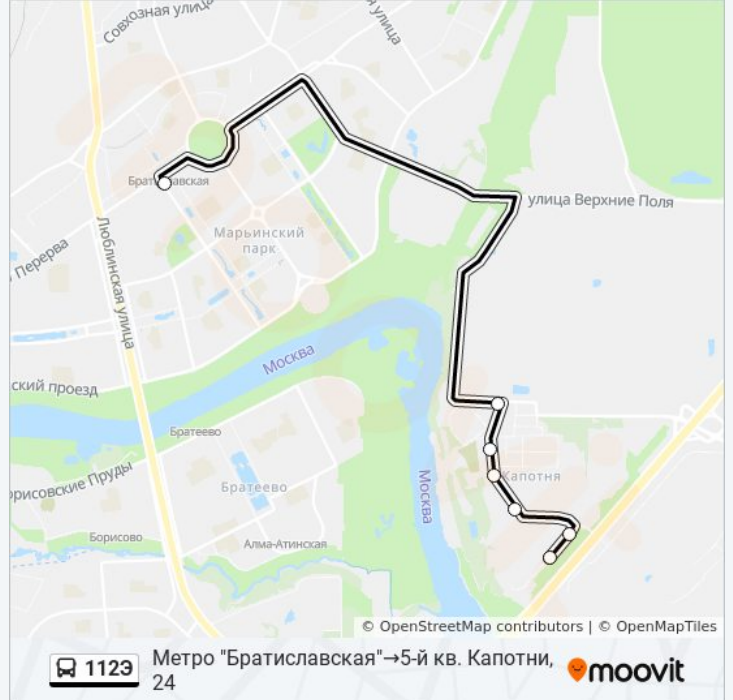 Совхозная улица
улица
Братиславская
улица Верхние Поля
Марьинский
парк
Перерва
Люблинская улица
Москва
ский проезд
Братеево
Москва
Капотня
орисовские Пруды
Братеево
Борисово
Алма-Атинская
© OpenStreetMap contributors | © OpenMapTiles
112Э
Метро "Братиславская"→5-й кв. Капотни,
24
moovit